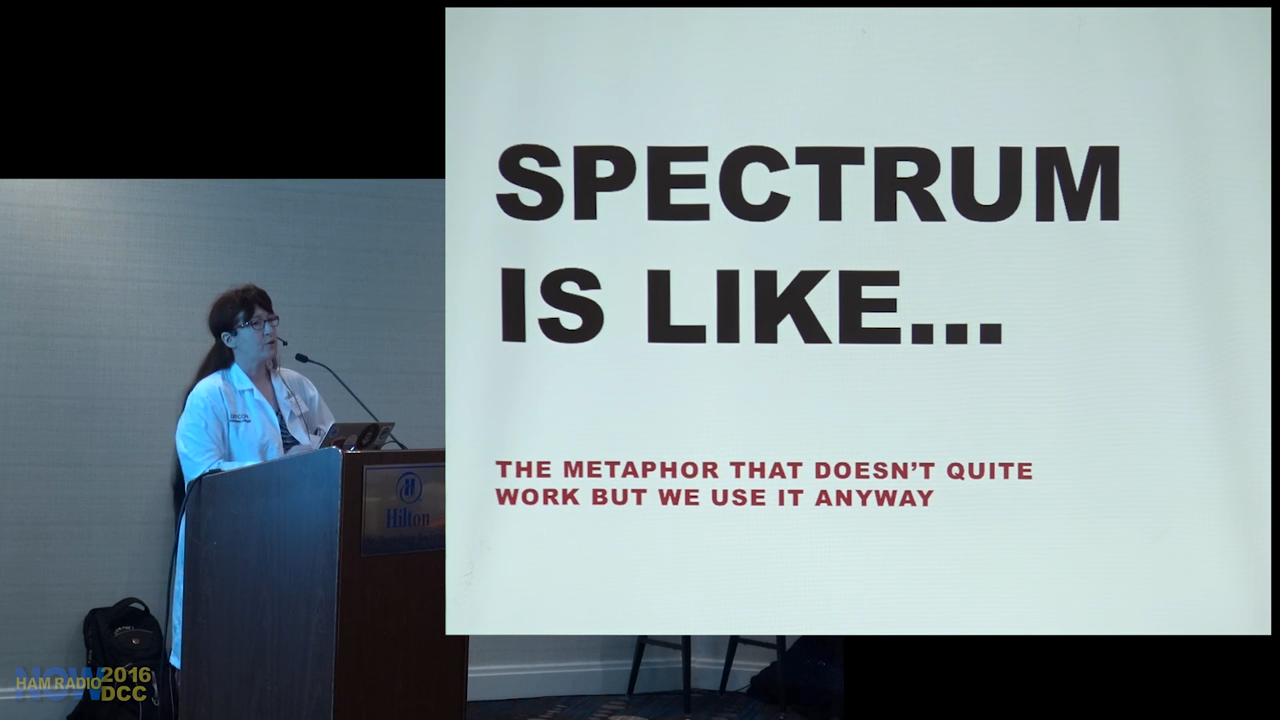 SPECTRUM
IS LIKE...
THE METAPHOR THAT DOESN'T QUITE
WORK BUT WE USE IT ANYWAY
Hilton
NOW
HAM RADIO
2016
DCC